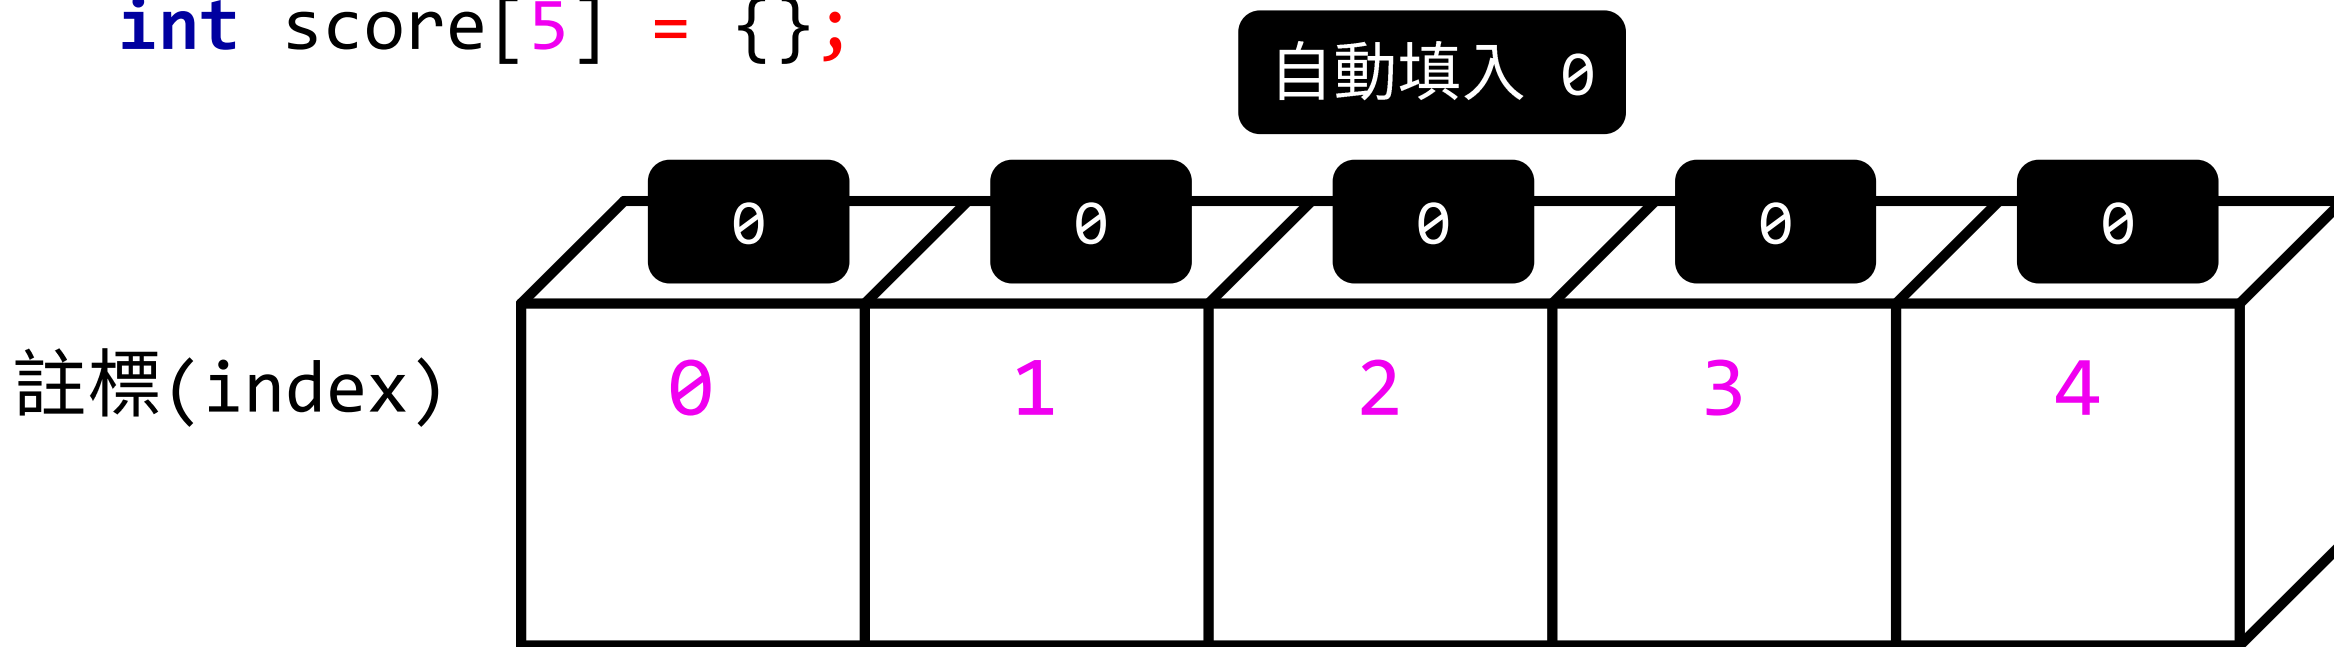 int score[5] = {};
自動填入 0
0 0 0 0 0
註標(index) 0 1 2 3 4